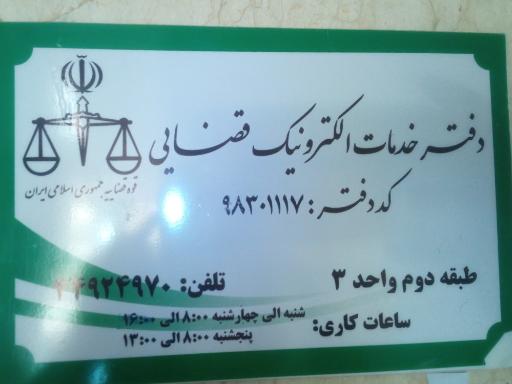 دفتر خدمات الکترونیک قضایی
قوه قضاییه جمهوری اسلامی ایران
کد دفتر : ۹۸۳۰۱۱۱۷
طبقه دوم واحد ۳
تلفن: ۴۴۹۲۴۹۷۰
ساعات کاری:
شنبه الی چهارشنبه ۸:۰۰ الی ۱۶:۰۰
پنجشنبه ۸:۰۰ الی ۱۳:۰۰